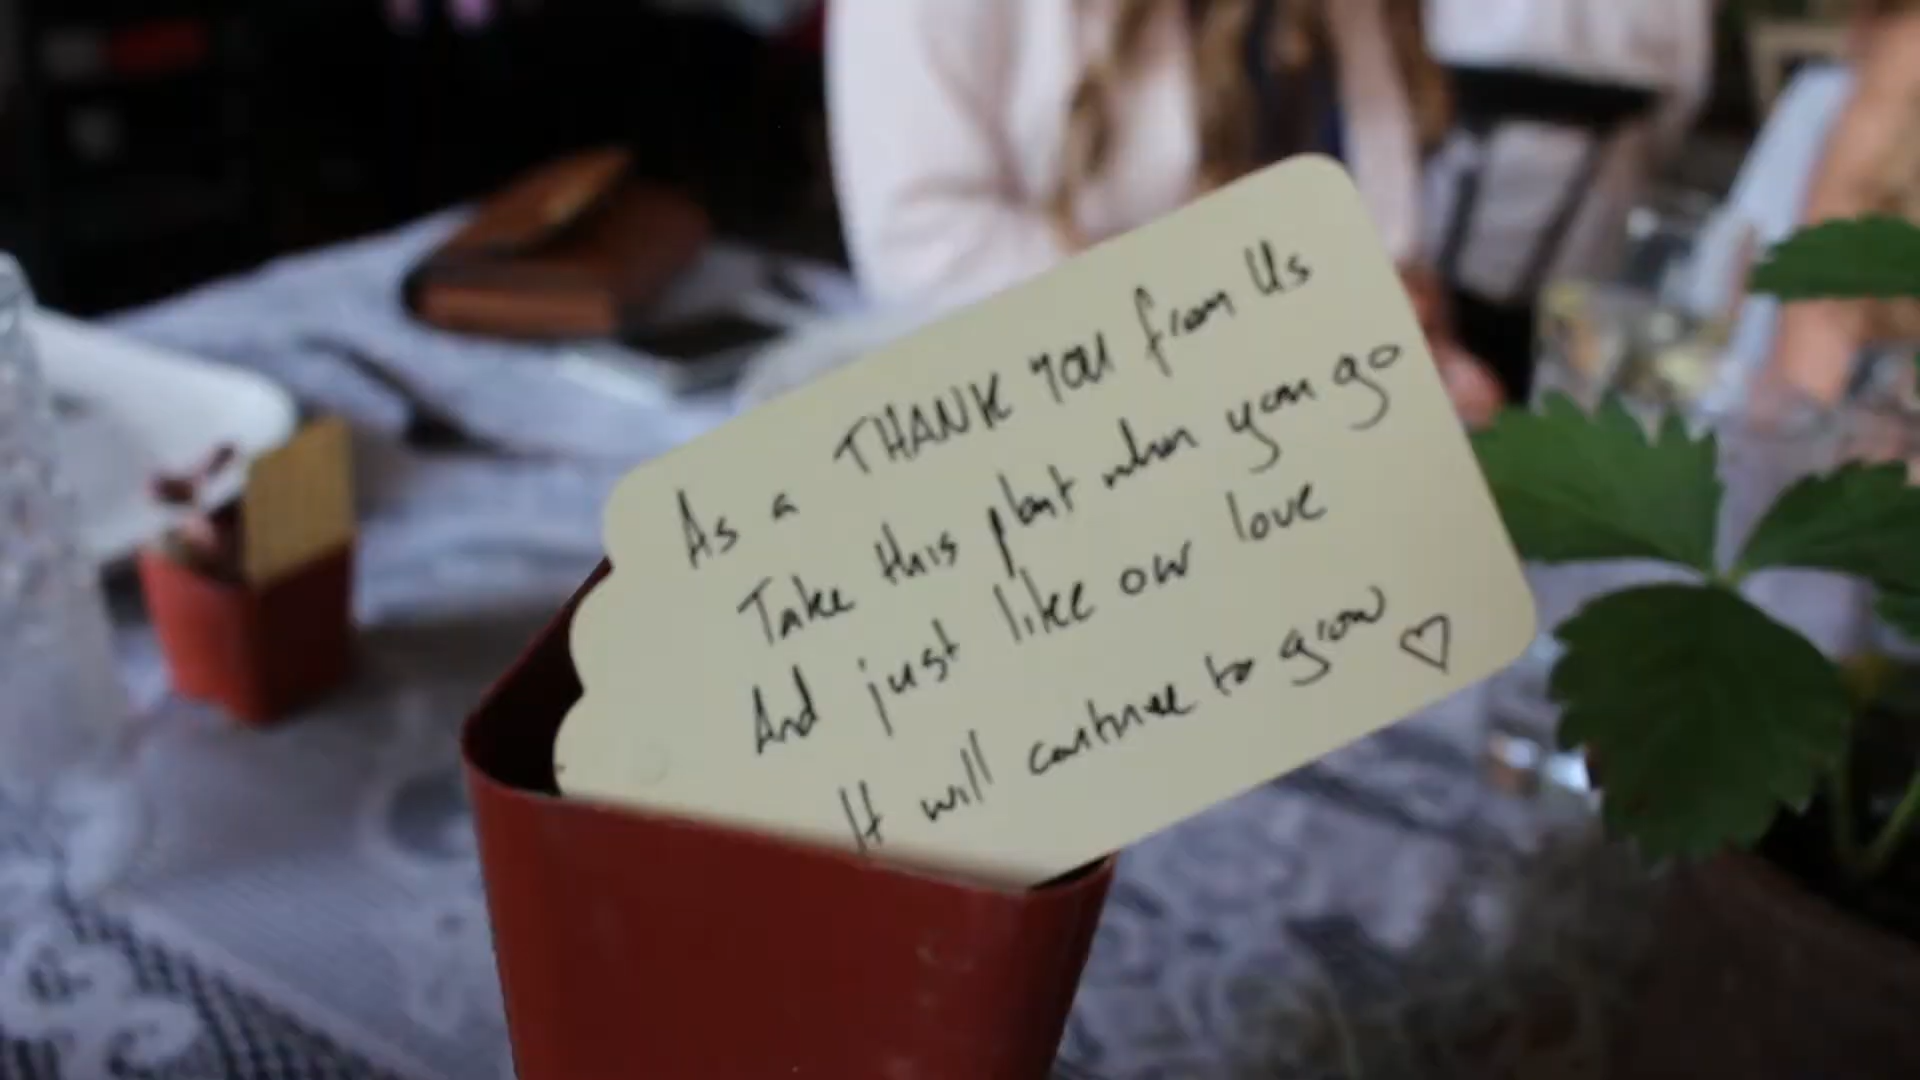 As a THANK YOU from Us
Take this plant when you go
And just like our love
It will continue to grow ♡